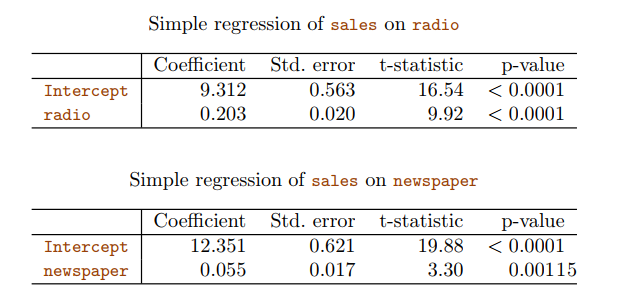 Simple regression of sales on radio
Coefficient Std. error t-statistic p-value
Intercept 9.312 0.563 16.54 < 0.0001
radio 0.203 0.020 9.92 < 0.0001
Simple regression of sales on newspaper
Coefficient Std. error t-statistic p-value
Intercept 12.351 0.621 19.88 < 0.0001
newspaper 0.055 0.017 3.30 0.00115